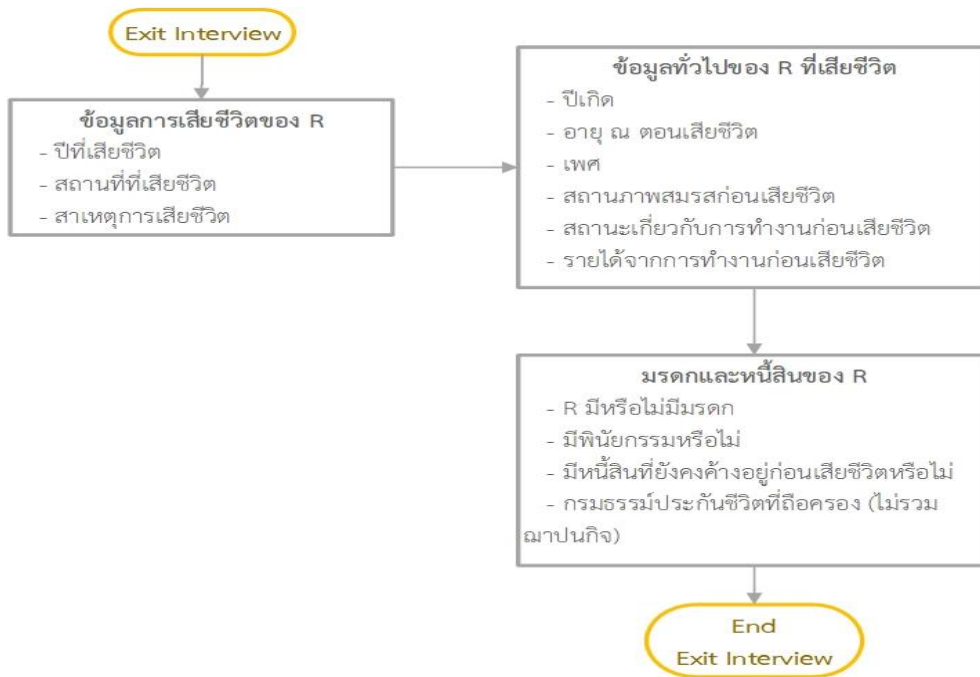 Exit Interview
ข้อมูลการเสียชีวิตของ R
- ปีที่เสียชีวิต
- สถานที่ที่เสียชีวิต
- สาเหตุการเสียชีวิต
ข้อมูลทั่วไปของ R ที่เสียชีวิต
- ปีเกิด
- อายุ ณ ตอนเสียชีวิต
- เพศ
- สถานภาพสมรสก่อนเสียชีวิต
- สถานะเกี่ยวกับการทำงานก่อนเสียชีวิต
- รายได้จากการทำงานก่อนเสียชีวิต
มรดกและหนี้สินของ R
- R มีหรือไม่มีมรดก
- มีพินัยกรรมหรือไม่
- มีหนี้สินที่ยังคงค้างอยู่ก่อนเสียชีวิตหรือไม่
- กรมธรรม์ประกันชีวิตที่ถือครอง (ไม่รวม
ฌาปนกิจ)
End
Exit Interview